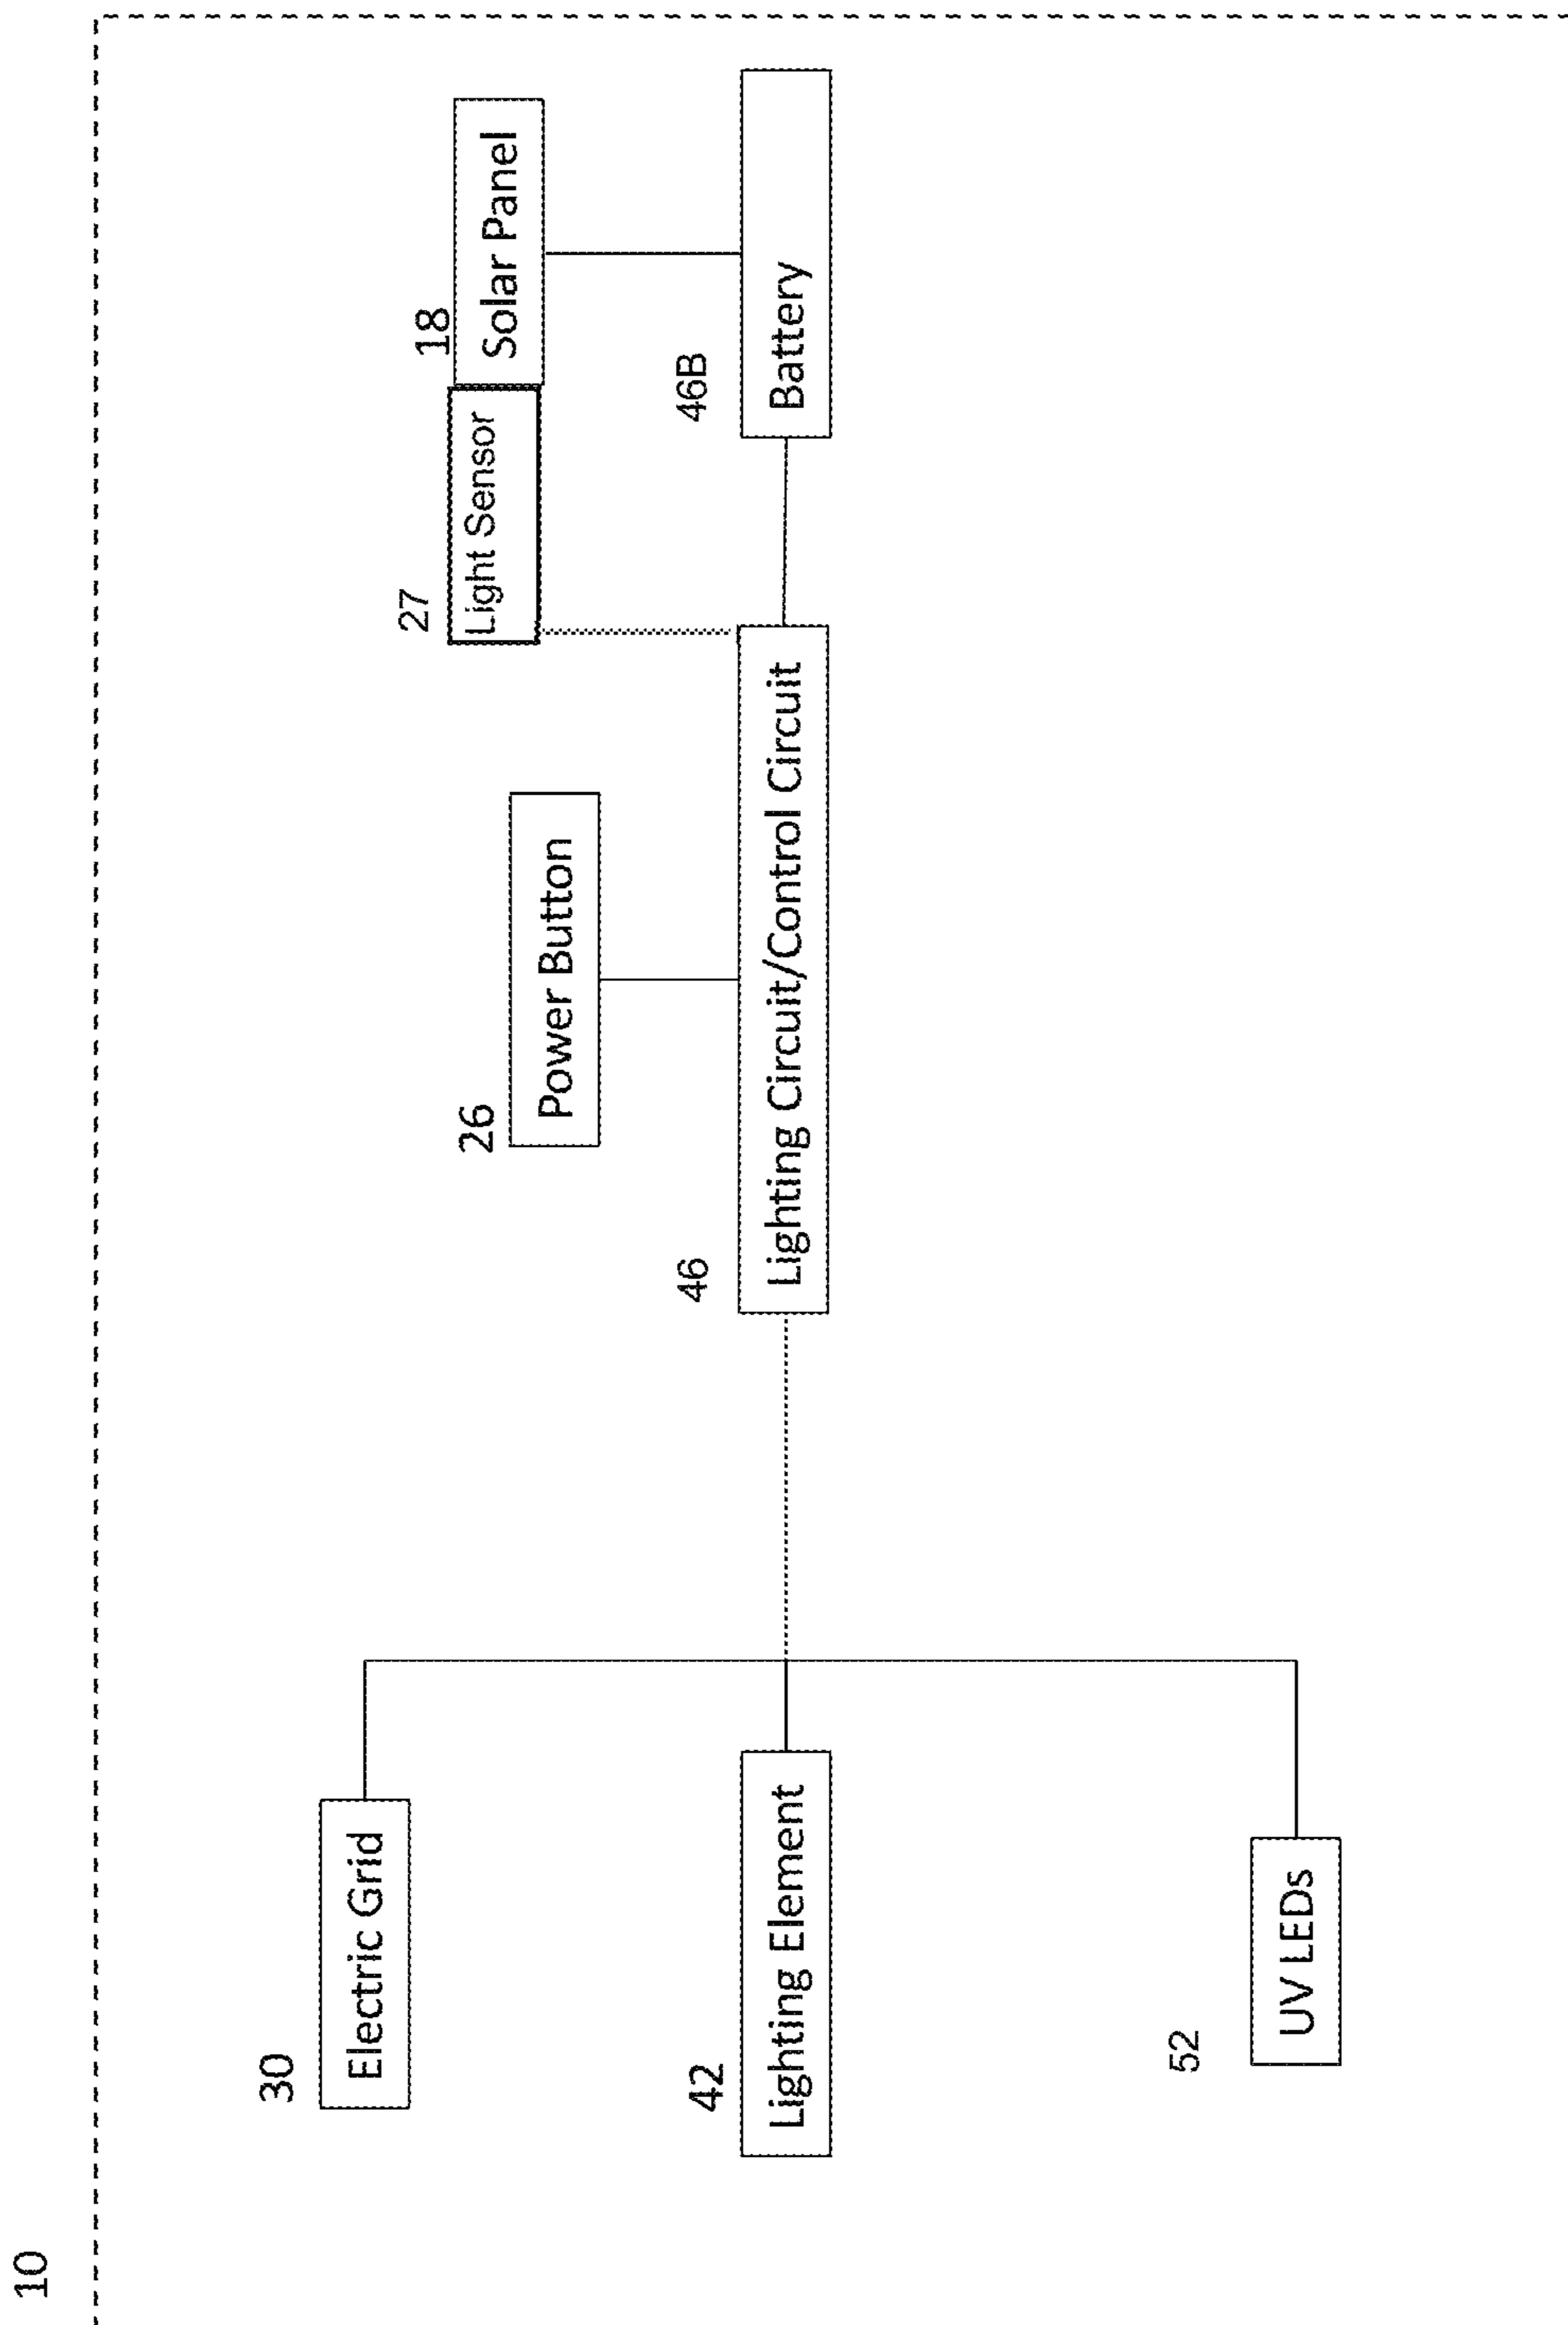 10
30
Electric Grid
42
Lighting Element
52
UV LEDs
26
Power Button
46
Lighting Circuit/Control Circuit
27
Light Sensor
18
Solar Panel
46B
Battery